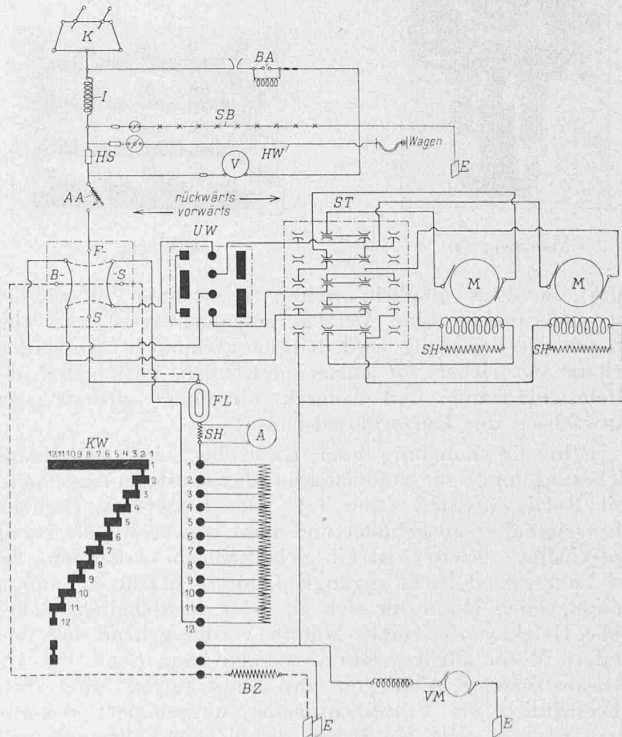 K
BA
I
SB
HS
V HW
Wagen
E
AA
rückwärts
vorwärts
ST
UW
F-
B- -S
S
M M
SH SH
FL
SH A
KW
12 11 10 9 8 7 6 5 4 3 2 1
1 1
2 2
3 3
4 4
5 5
6 6
7 7
8 8
9 9
10 10
11 11
12 12
BZ
E
VM
E